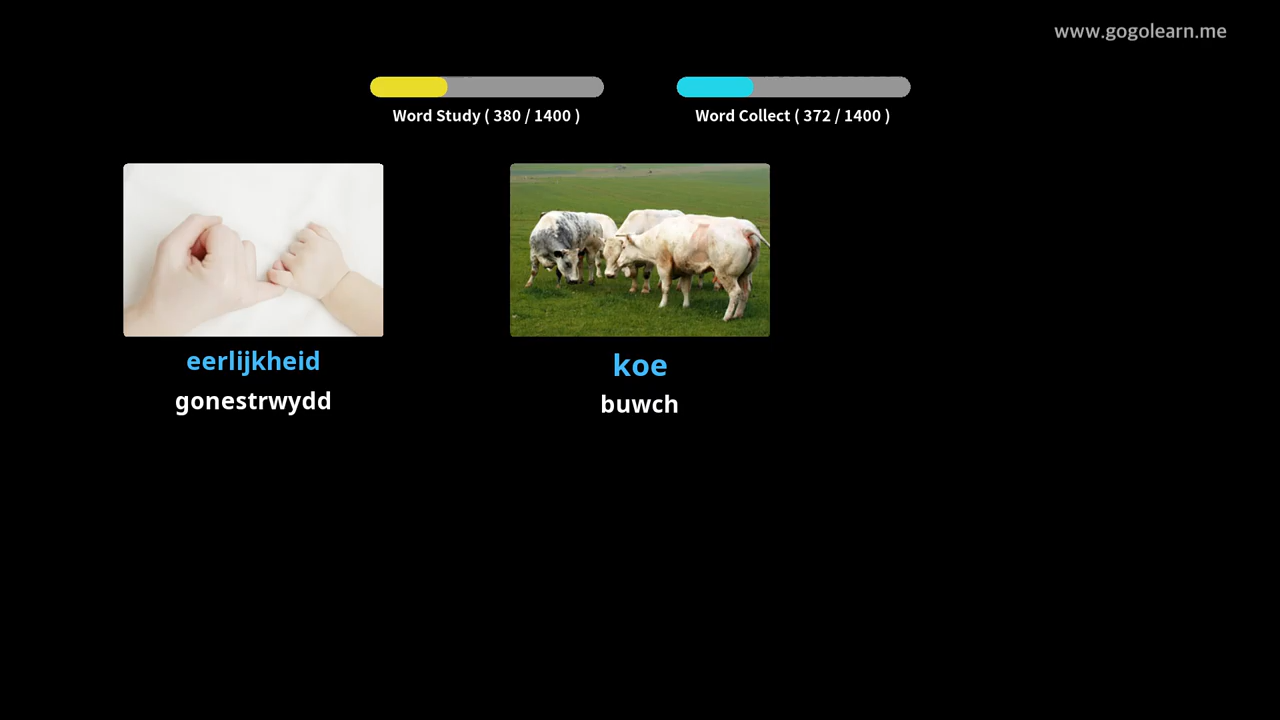 www.gogolearn.me
Word Study ( 380 / 1400 )
Word Collect ( 372 / 1400 )
eerlijkheid
gonestrwydd
koe
buwch